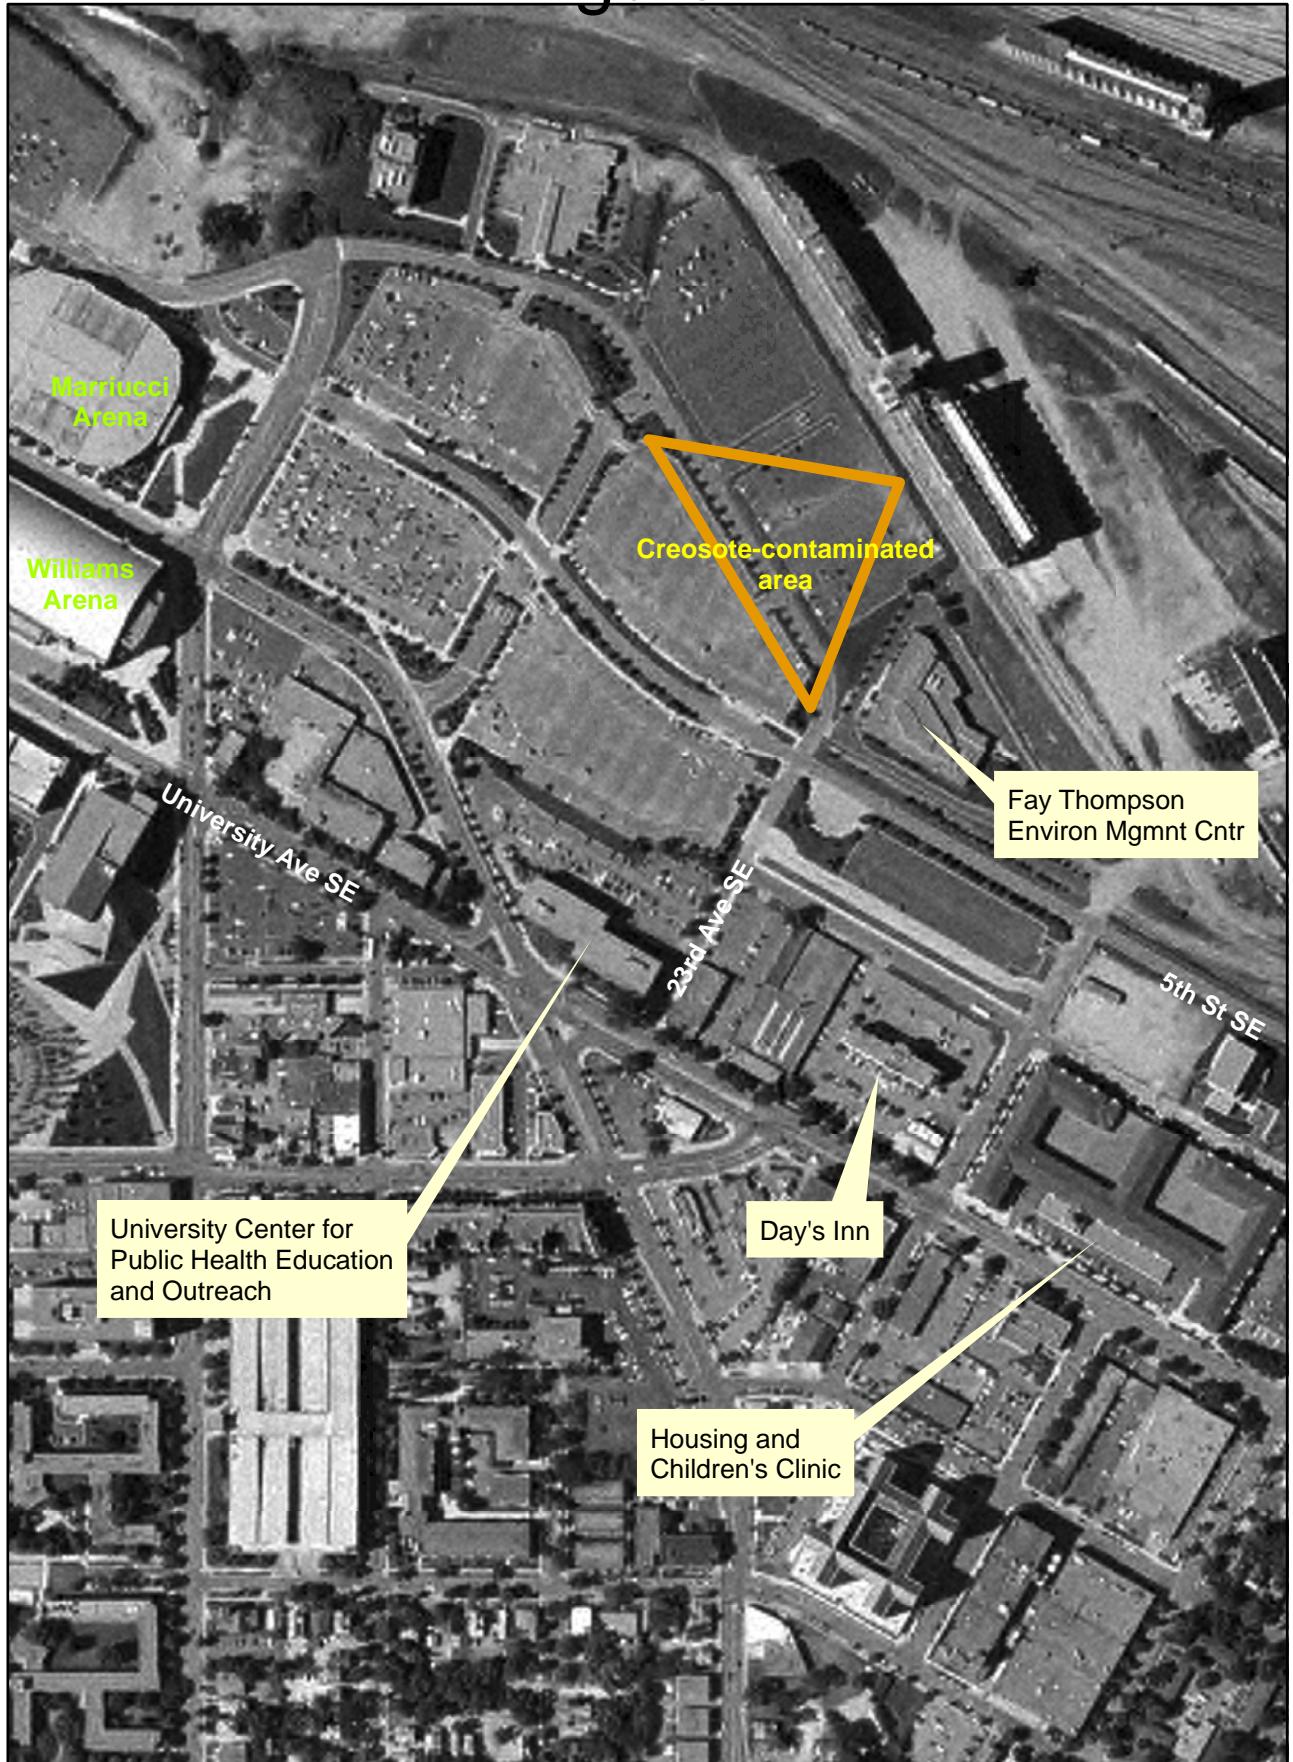 Marriucci
Arena
Williams
Arena
Creosote-contaminated
area
Fay Thompson
Environ Mgmnt Cntr
University Ave SE
23rd Ave SE
5th St SE
University Center for
Public Health Education
and Outreach
Day's Inn
Housing and
Children's Clinic